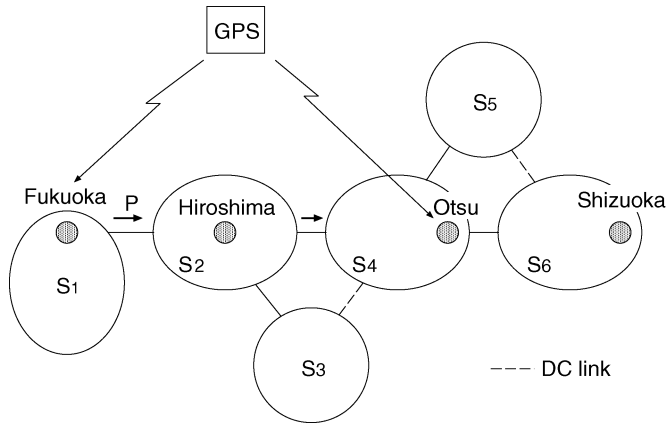 GPS
S5
Fukuoka
P
Hiroshima
Otsu
Shizuoka
S1
S2
S4
S6
S3
DC link